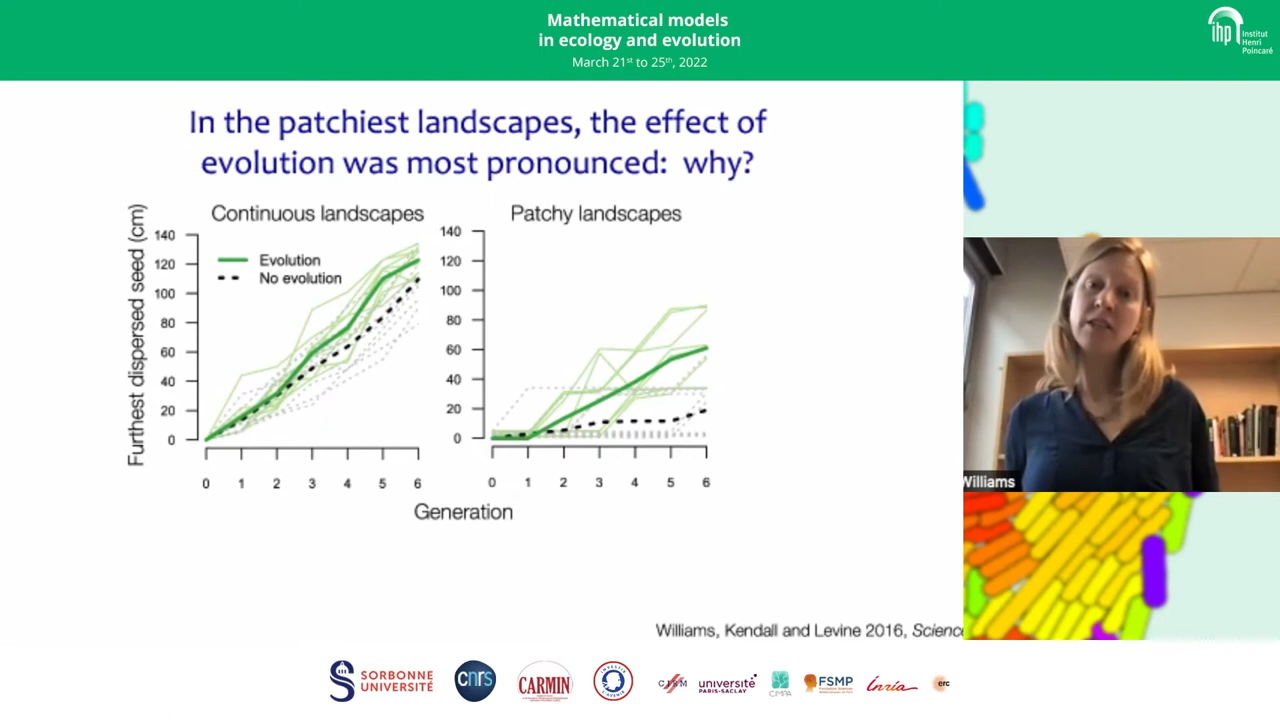 Mathematical models
in ecology and evolution
March 21st to 25th, 2022
ihp Institut
Henri
Poincaré
In the patchiest landscapes, the effect of
evolution was most pronounced: why?
Continuous landscapes
Patchy landscapes
Furthest dispersed seed (cm)
140
120
100
80
60
40
20
0
Evolution
No evolution
0 1 2 3 4 5 6
140
120
100
80
60
40
20
0
0 1 2 3 4 5 6
Generation
Williams
Williams, Kendall and Levine 2016, Science
SORBONNE
UNIVERSITÉ
cnrs
CARMIN
CIRM
université
PARIS-SACLAY
CIMPA
FSMP
Inria
erc